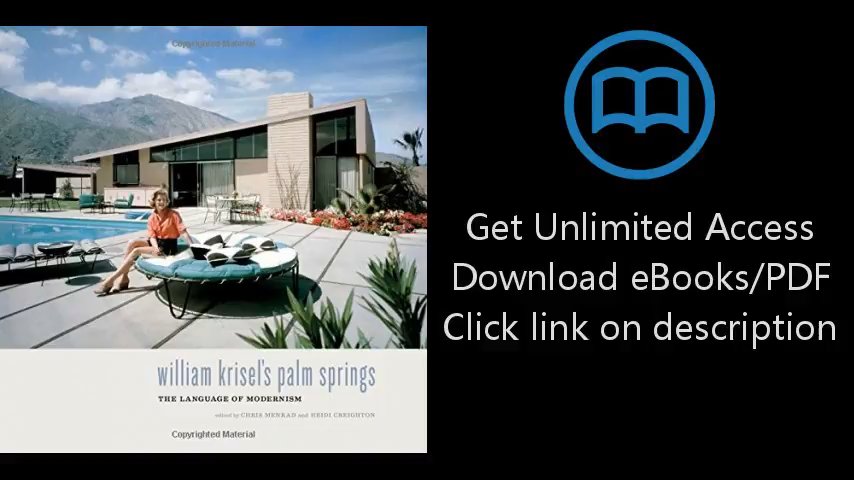 Copyrighted Material
william krisel's palm springs
THE LANGUAGE OF MODERNISM
edited by CHRIS MENRAD and HEIDI CREIGHTON
Copyrighted Material
Get Unlimited Access
Download eBooks/PDF
Click link on description